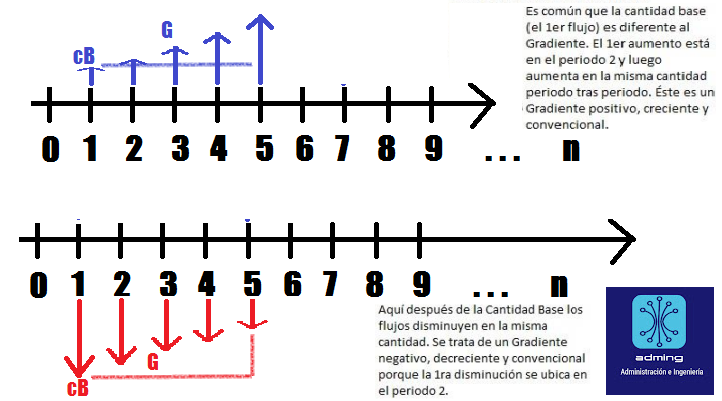 Es común que la cantidad base
(el 1er flujo) es diferente al
Gradiente. El 1er aumento está
en el periodo 2 y luego
aumenta en la misma cantidad
periodo tras periodo. Éste es un
Gradiente positivo, creciente y
convencional.
G
cB
0 1 2 3 4 5 6 7 8 9 ... n
0 1 2 3 4 5 6 7 8 9 ... n
Aquí después de la Cantidad Base los
flujos disminuyen en la misma
cantidad. Se trata de un Gradiente
negativo, decreciente y convencional
porque la 1ra disminución se ubica en
el periodo 2.
G
cB
adming
Administración e Ingeniería